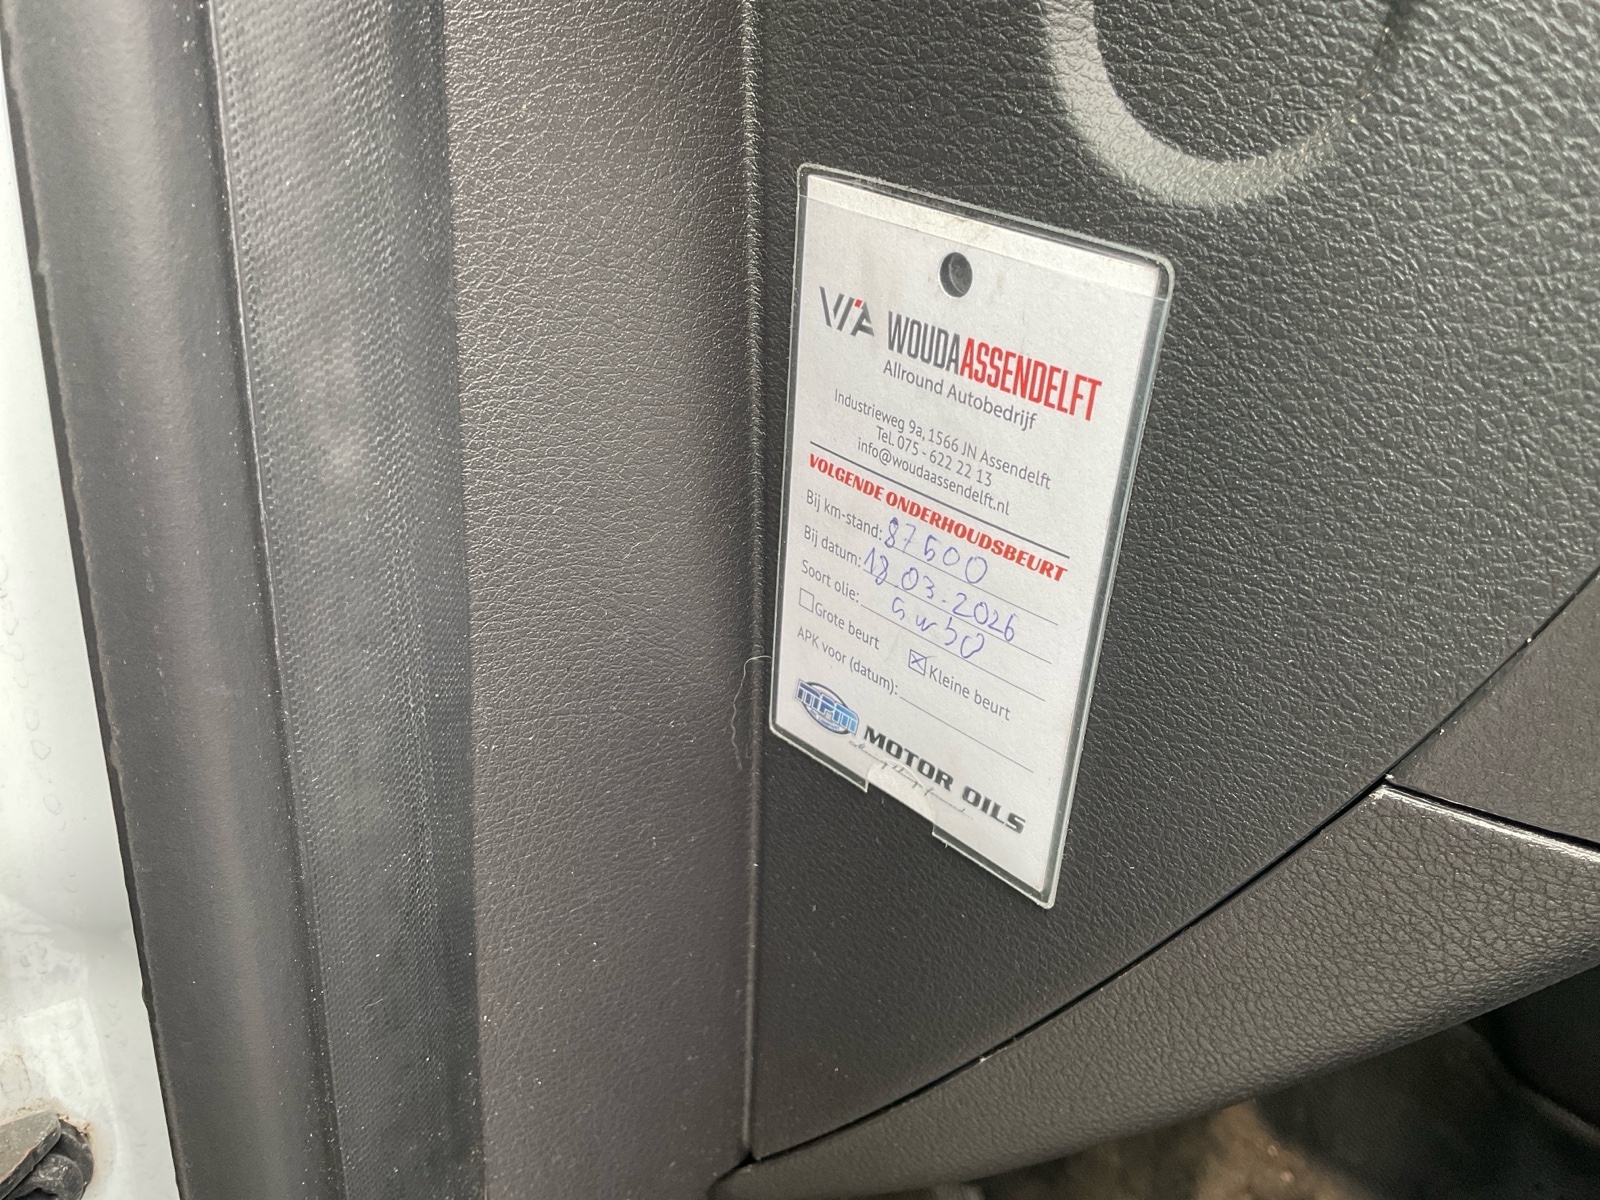 WA WOUDAASSENDELFT
Allround Autobedrijf
Industrieweg 9a, 1566 JN Assendelft
Tel. 075 - 622 22 13
info@woudaassendelft.nl
VOLGENDE ONDERHOUDSBEURT
Bij km-stand: 87500
Bij datum: 18.03-2026
Soort olie: 5w30
Grote beurt Kleine beurt
APK voor (datum):
MPM MOTOR OILS